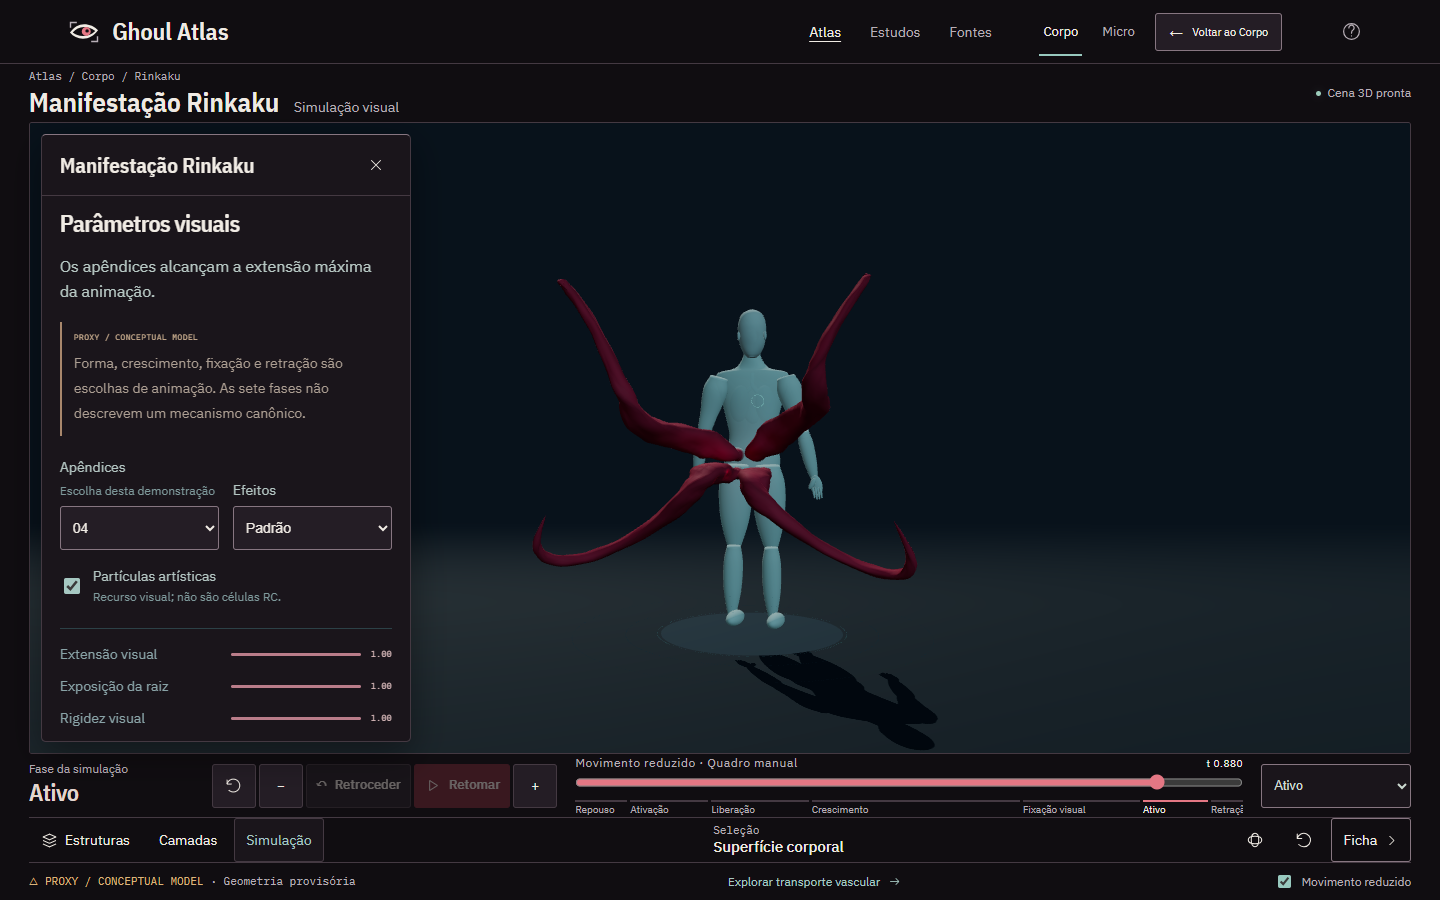 Ghoul Atlas
Atlas
Estudos
Fontes
Corpo
Micro
← Voltar ao Corpo
Atlas / Corpo / Rinkaku
Manifestação Rinkaku
Simulação visual
Cena 3D pronta
Manifestação Rinkaku
Parâmetros visuais
Os apêndices alcançam a extensão máxima
da animação.
PROXY / CONCEPTUAL MODEL
Forma, crescimento, fixação e retração são
escolhas de animação. As sete fases não
descrevem um mecanismo canônico.
Apêndices
Escolha desta demonstração
Efeitos
04
Padrão
Partículas artísticas
Recurso visual; não são células RC.
Extensão visual 1.00
Exposição da raiz 1.00
Rigidez visual 1.00
Fase da simulação
Ativo
−
Retroceder
Retomar
+
Movimento reduzido · Quadro manual
t 0.880
Repouso
Ativação
Liberação
Crescimento
Fixação visual
Ativo
Retraçã
Ativo
Estruturas
Camadas
Simulação
Seleção
Superfície corporal
Ficha
PROXY / CONCEPTUAL MODEL · Geometria provisória
Explorar transporte vascular →
Movimento reduzido